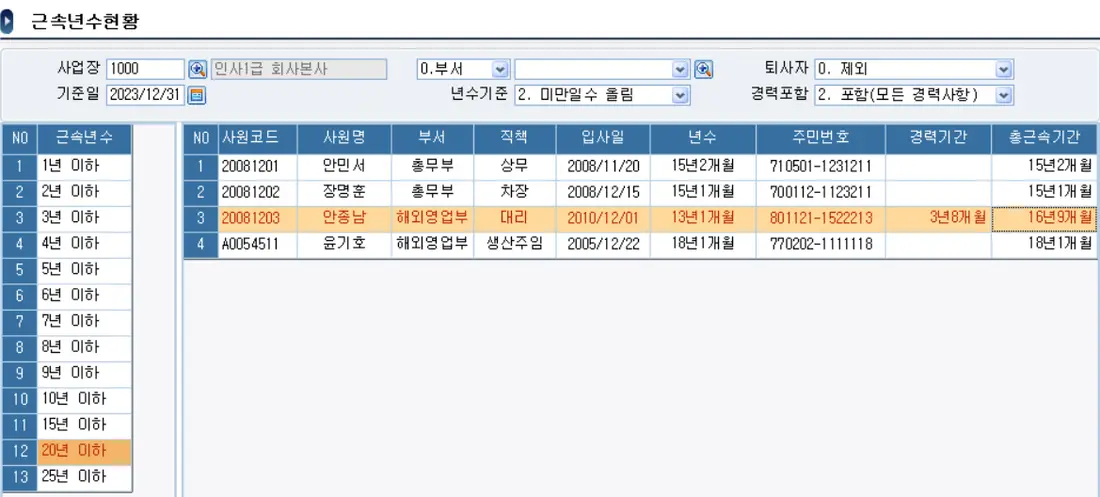 근속년수현황
사업장 1000 인사1급 회사본사 0.부서 퇴사자 0. 제외
기준일 2023/12/31 년수기준 2. 미만일수 올림 경력포함 2. 포함(모든 경력사항)
NO 근속년수
1 1년 이하
2 2년 이하
3 3년 이하
4 4년 이하
5 5년 이하
6 6년 이하
7 7년 이하
8 8년 이하
9 9년 이하
10 10년 이하
11 15년 이하
12 20년 이하
13 25년 이하
NO 사원코드 사원명 부서 직책 입사일 년수 주민번호 경력기간 총근속기간
1 20081201 안민서 총무부 상무 2008/11/20 15년2개월 710501-1231211 15년2개월
2 20081202 장명훈 총무부 차장 2008/12/15 15년1개월 700112-1123211 15년1개월
3 20081203 안종남 해외영업부 대리 2010/12/01 13년1개월 801121-1522213 3년8개월 16년9개월
4 A0054511 윤기호 해외영업부 생산주임 2005/12/22 18년1개월 770202-1111118 18년1개월